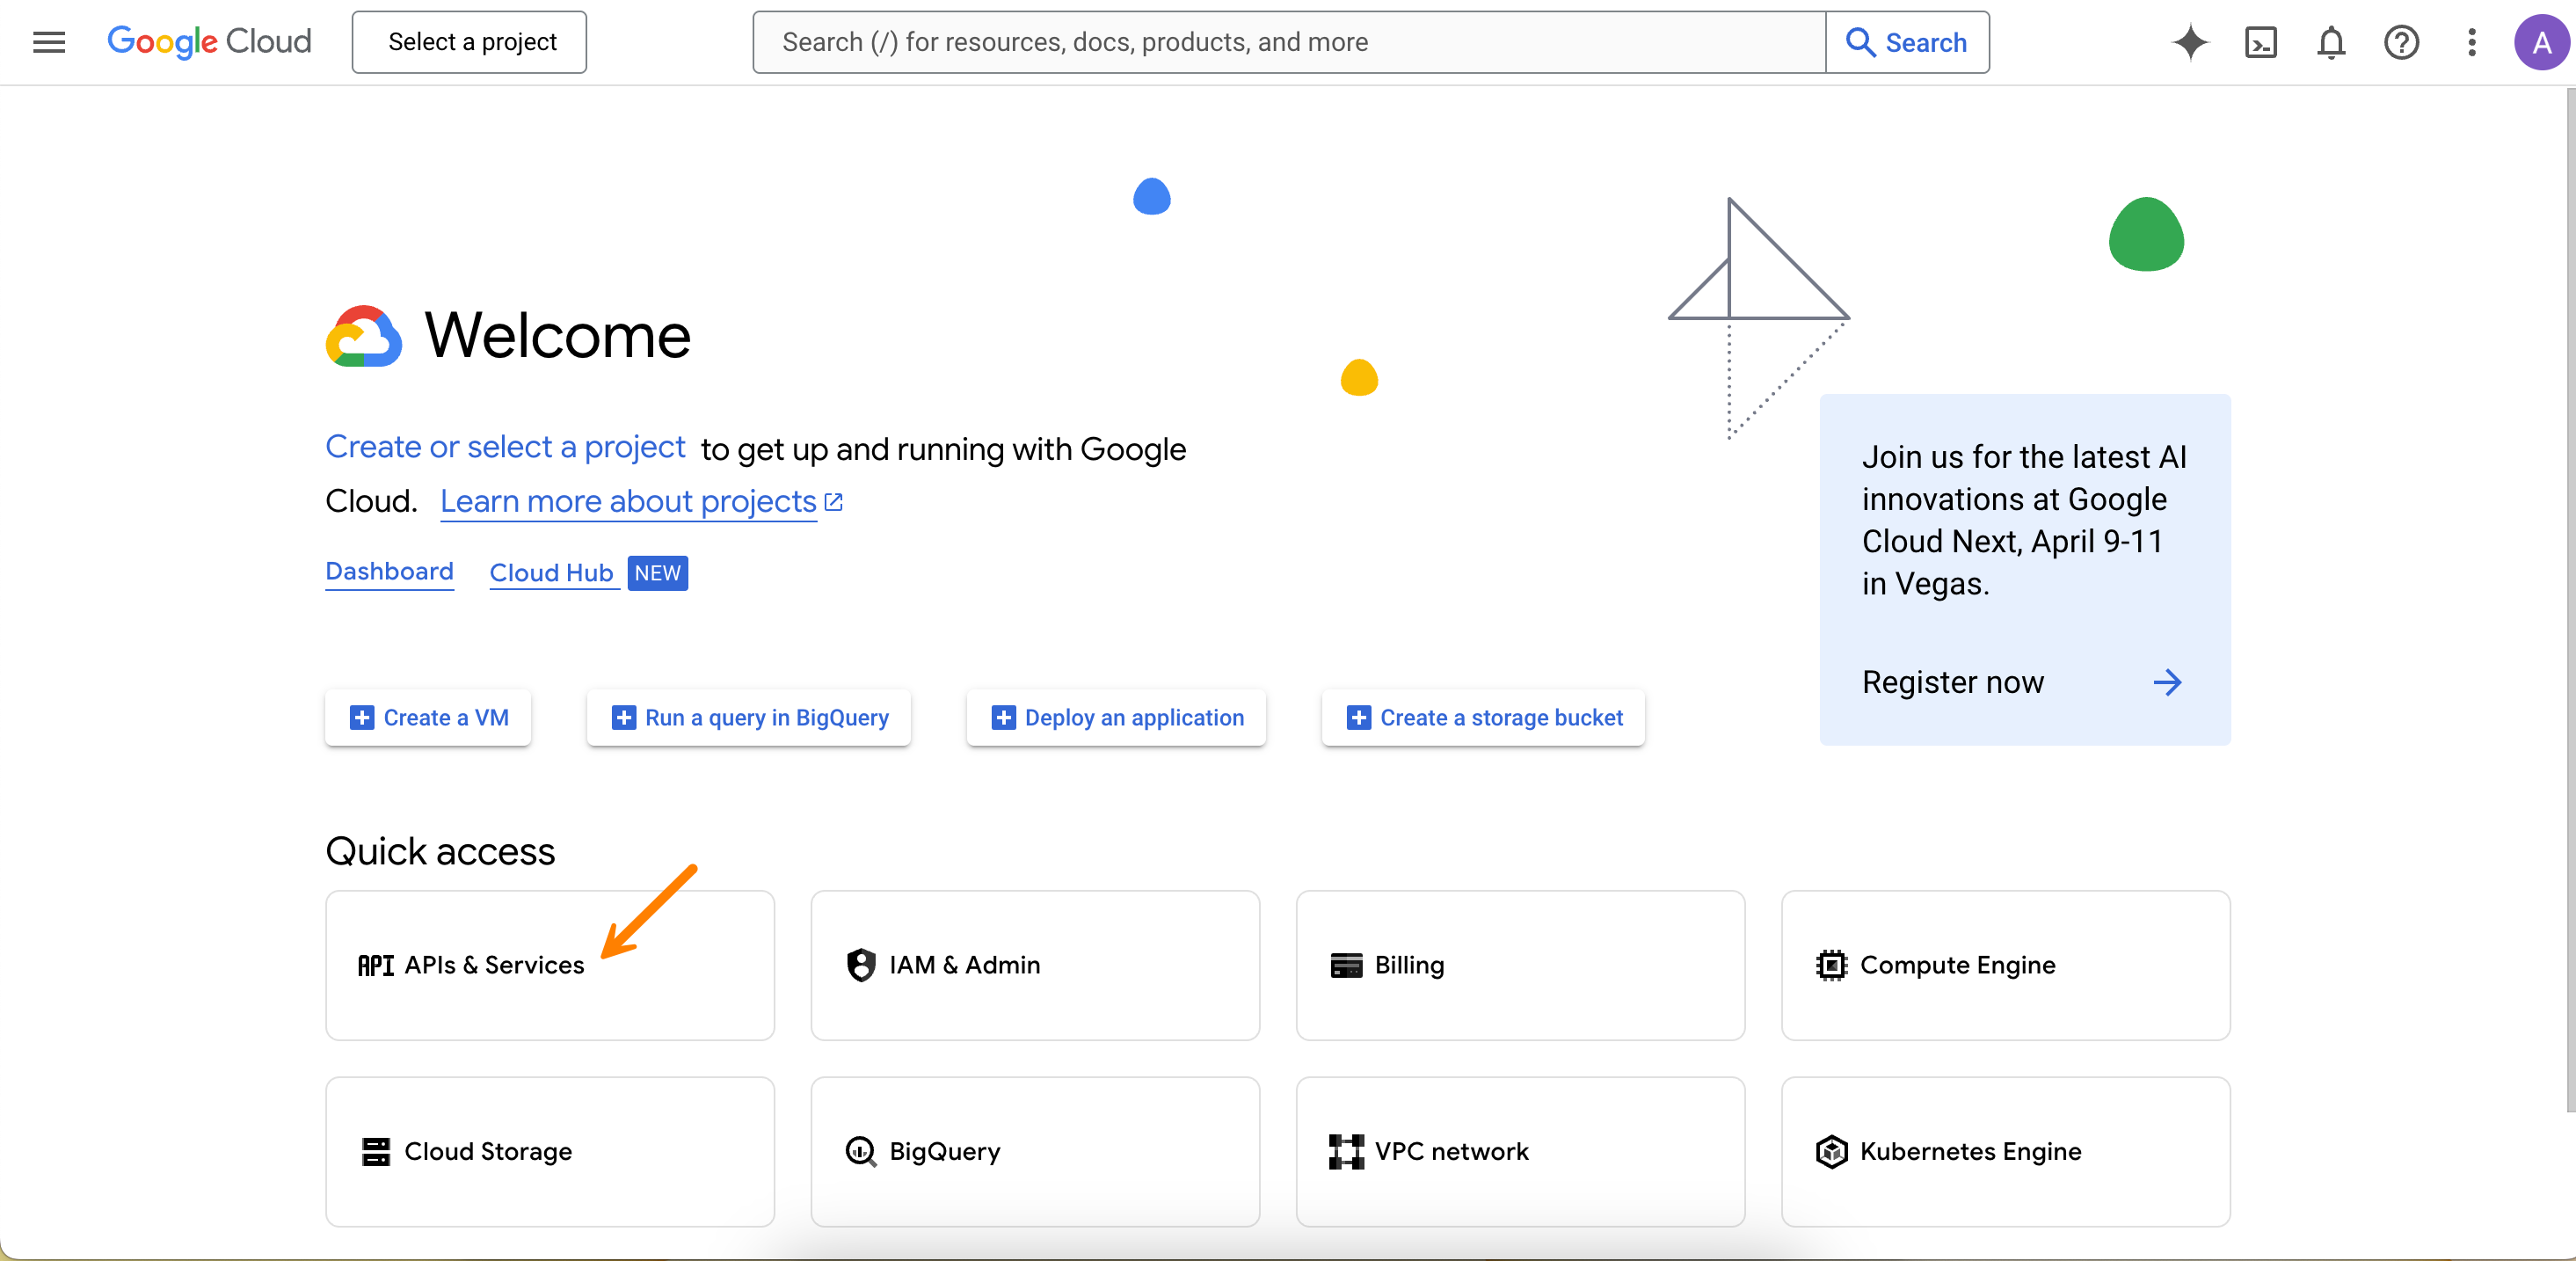 Google Cloud
Select a project
Search (/) for resources, docs, products, and more
Search
A
Welcome
Create or select a project to get up and running with Google
Cloud. Learn more about projects
Dashboard
Cloud Hub NEW
Join us for the latest AI
innovations at Google
Cloud Next, April 9-11
in Vegas.
Register now
Create a VM
Run a query in BigQuery
Deploy an application
Create a storage bucket
Quick access
API APIs & Services
IAM & Admin
Billing
Compute Engine
Cloud Storage
BigQuery
VPC network
Kubernetes Engine